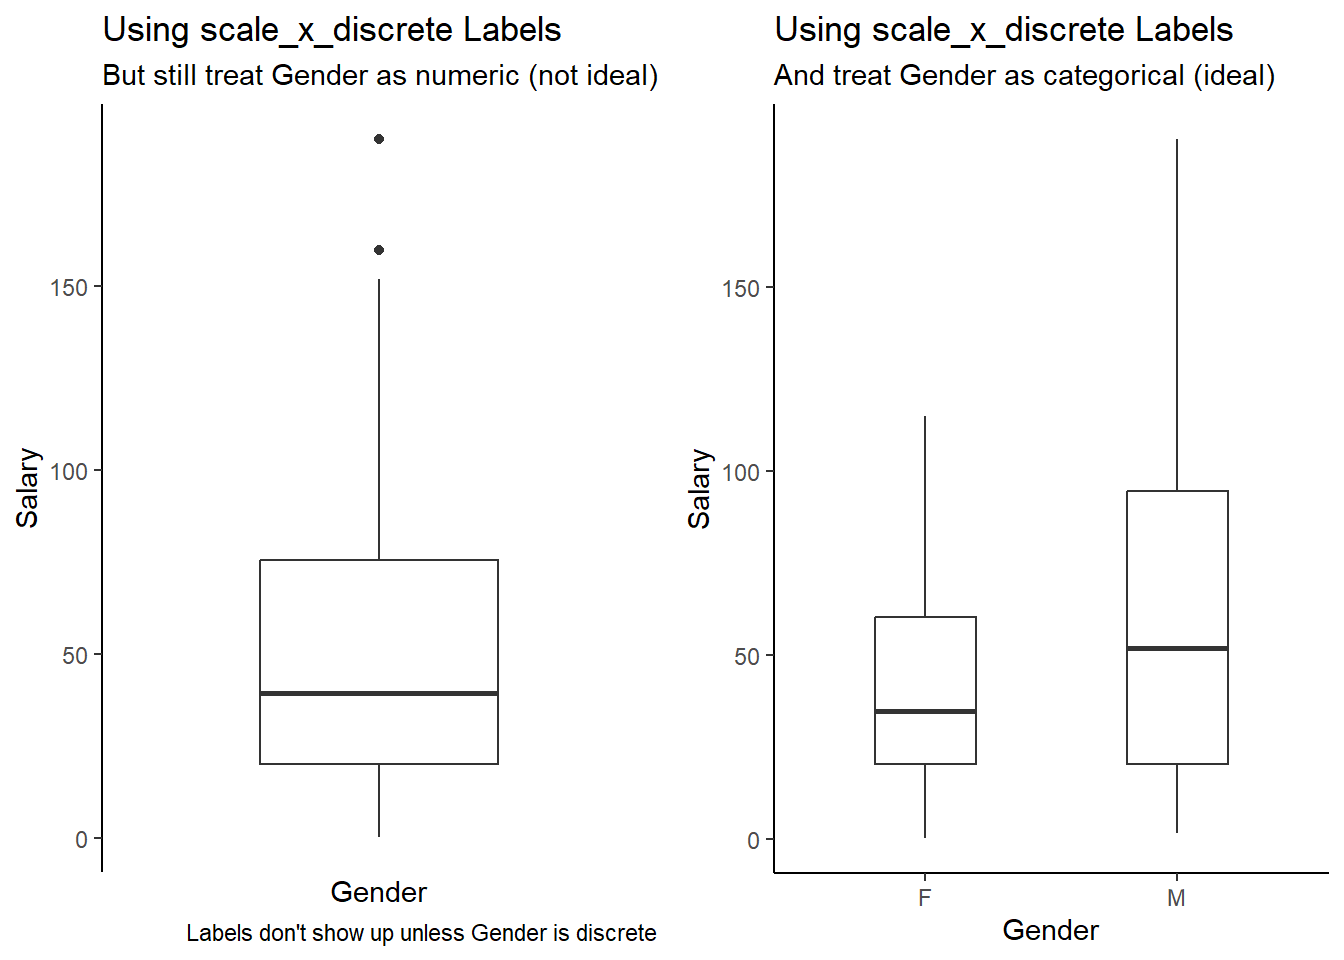 Using scale_x_discrete Labels
But still treat Gender as numeric (not ideal)
150
100
50
0
Salary
Gender
Labels don't show up unless Gender is discrete
Using scale_x_discrete Labels
And treat Gender as categorical (ideal)
150
100
50
0
Salary
F M
Gender